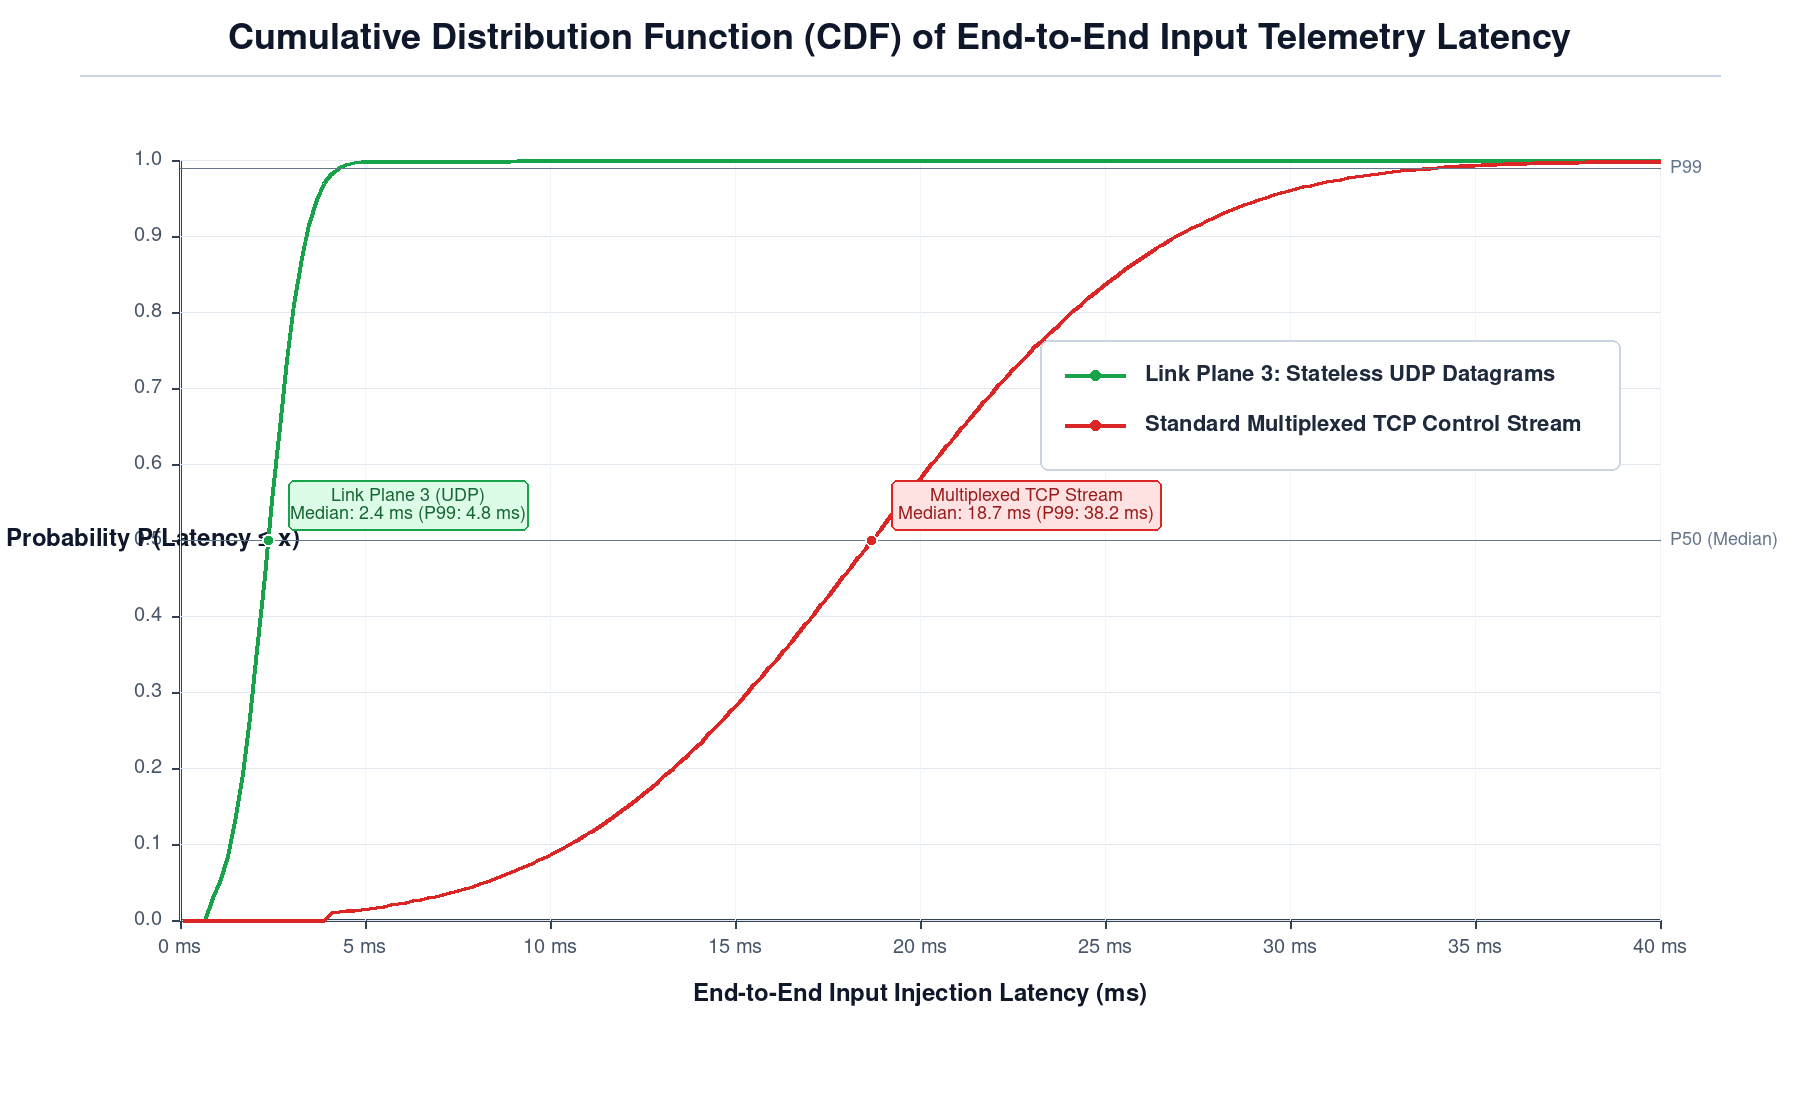 Cumulative Distribution Function (CDF) of End-to-End Input Telemetry Latency
1.0
P99
0.9
0.8
Link Plane 3: Stateless UDP Datagrams
0.7
Standard Multiplexed TCP Control Stream
0.6
Link Plane 3 (UDP)
Median: 2.4 ms (P99: 4.8 ms)
Multiplexed TCP Stream
Median: 18.7 ms (P99: 38.2 ms)
Probability P(Latency ≤ x)
0.5
P50 (Median)
0.4
0.3
0.2
0.1
0.0
0 ms 5 ms 10 ms 15 ms 20 ms 25 ms 30 ms 35 ms 40 ms
End-to-End Input Injection Latency (ms)